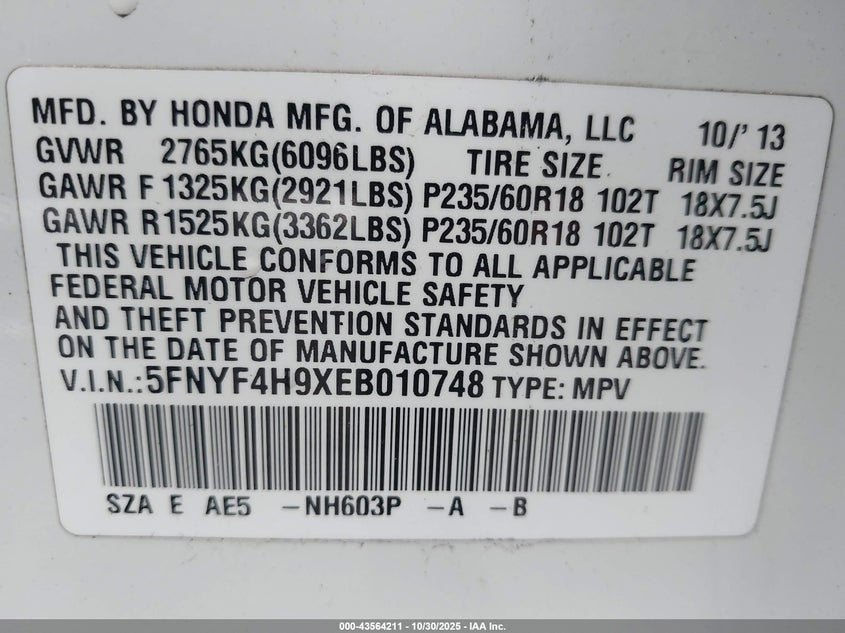 MFD. BY HONDA MFG. OF ALABAMA, LLC 10/' 13
GVWR 2765KG(6096LBS) TIRE SIZE RIM SIZE
GAWR F 1325KG(2921LBS) P235/60R18 102T 18X7.5J
GAWR R1525KG(3362LBS) P235/60R18 102T 18X7.5J
THIS VEHICLE CONFORMS TO ALL APPLICABLE
FEDERAL MOTOR VEHICLE SAFETY
AND THEFT PREVENTION STANDARDS IN EFFECT
ON THE DATE OF MANUFACTURE SHOWN ABOVE.
V.I.N.:5FNYF4H9XEB010748 TYPE: MPV
SZA E AE5 -NH603P -A -B
000-43564211 - 10/30/2025 - IAA Inc.